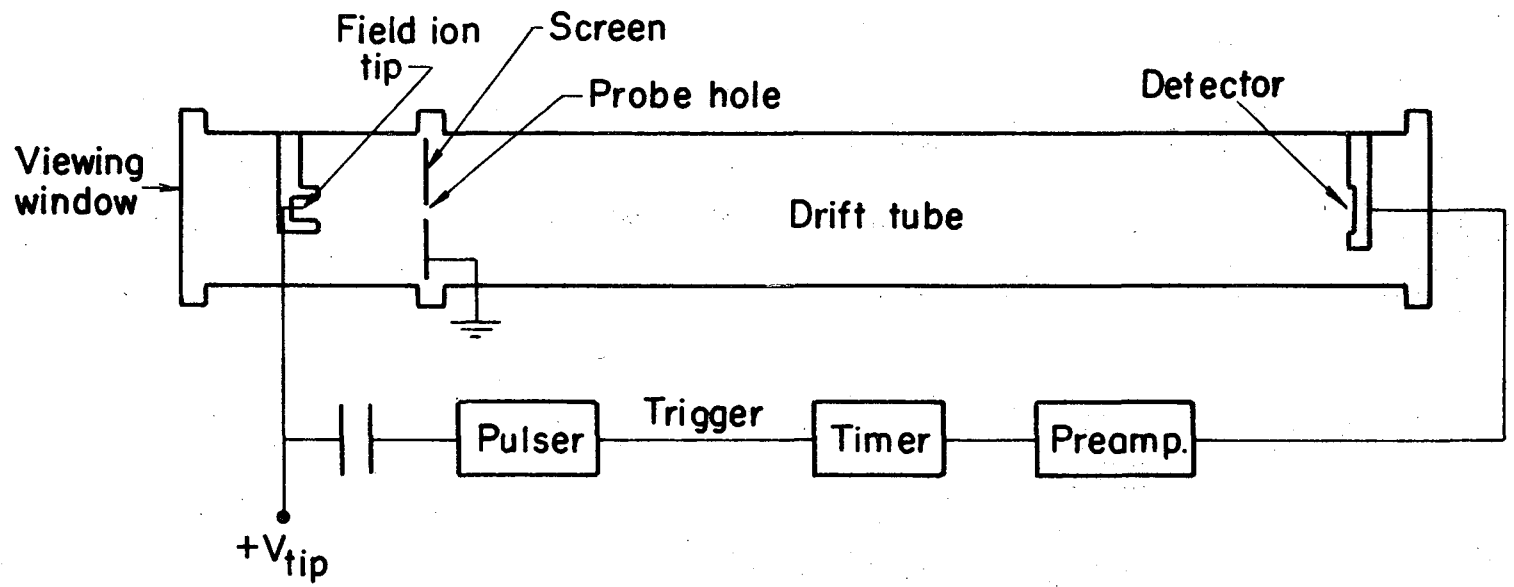 Field ion
tip
Screen
Probe hole
Detector
Viewing
window
Drift tube
Pulser
Trigger
Timer
Preamp.
+Vtip